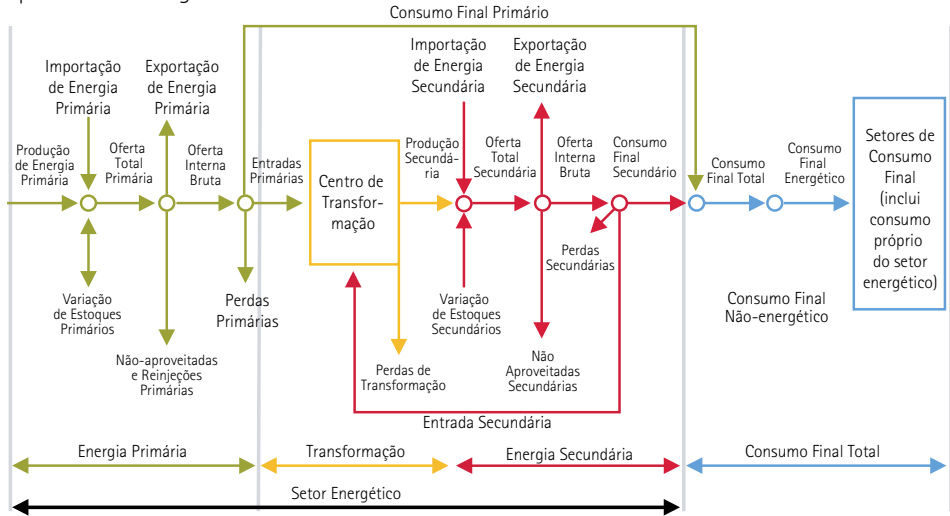 Consumo Final Primário
Importação
de Energia
Primária
Exportação
de Energia
Primária
Importação
de Energia
Secundária
Exportação
de Energia
Secundária
Produção
de Energia
Primária
Oferta
Total
Primária
Oferta
Interna
Bruta
Entradas
Primárias
Centro de
Transfor-
mação
Produção
Secundá-
ria
Oferta
Total
Secundária
Oferta
Interna
Bruta
Consumo
Final
Secundário
Consumo
Final Total
Consumo
Final
Energético
Setores de
Consumo
Final
(inclui
consumo
próprio
do setor
energético)
Variação
de Estoques
Primários
Perdas
Primárias
Não-aproveitadas
e Reinjeções
Primárias
Perdas de
Transformação
Variação
de Estoques
Secundários
Perdas
Secundárias
Não
Aproveitadas
Secundárias
Consumo Final
Não-energético
Entrada Secundária
Energia Primária
Transformação
Energia Secundária
Consumo Final Total
Setor Energético